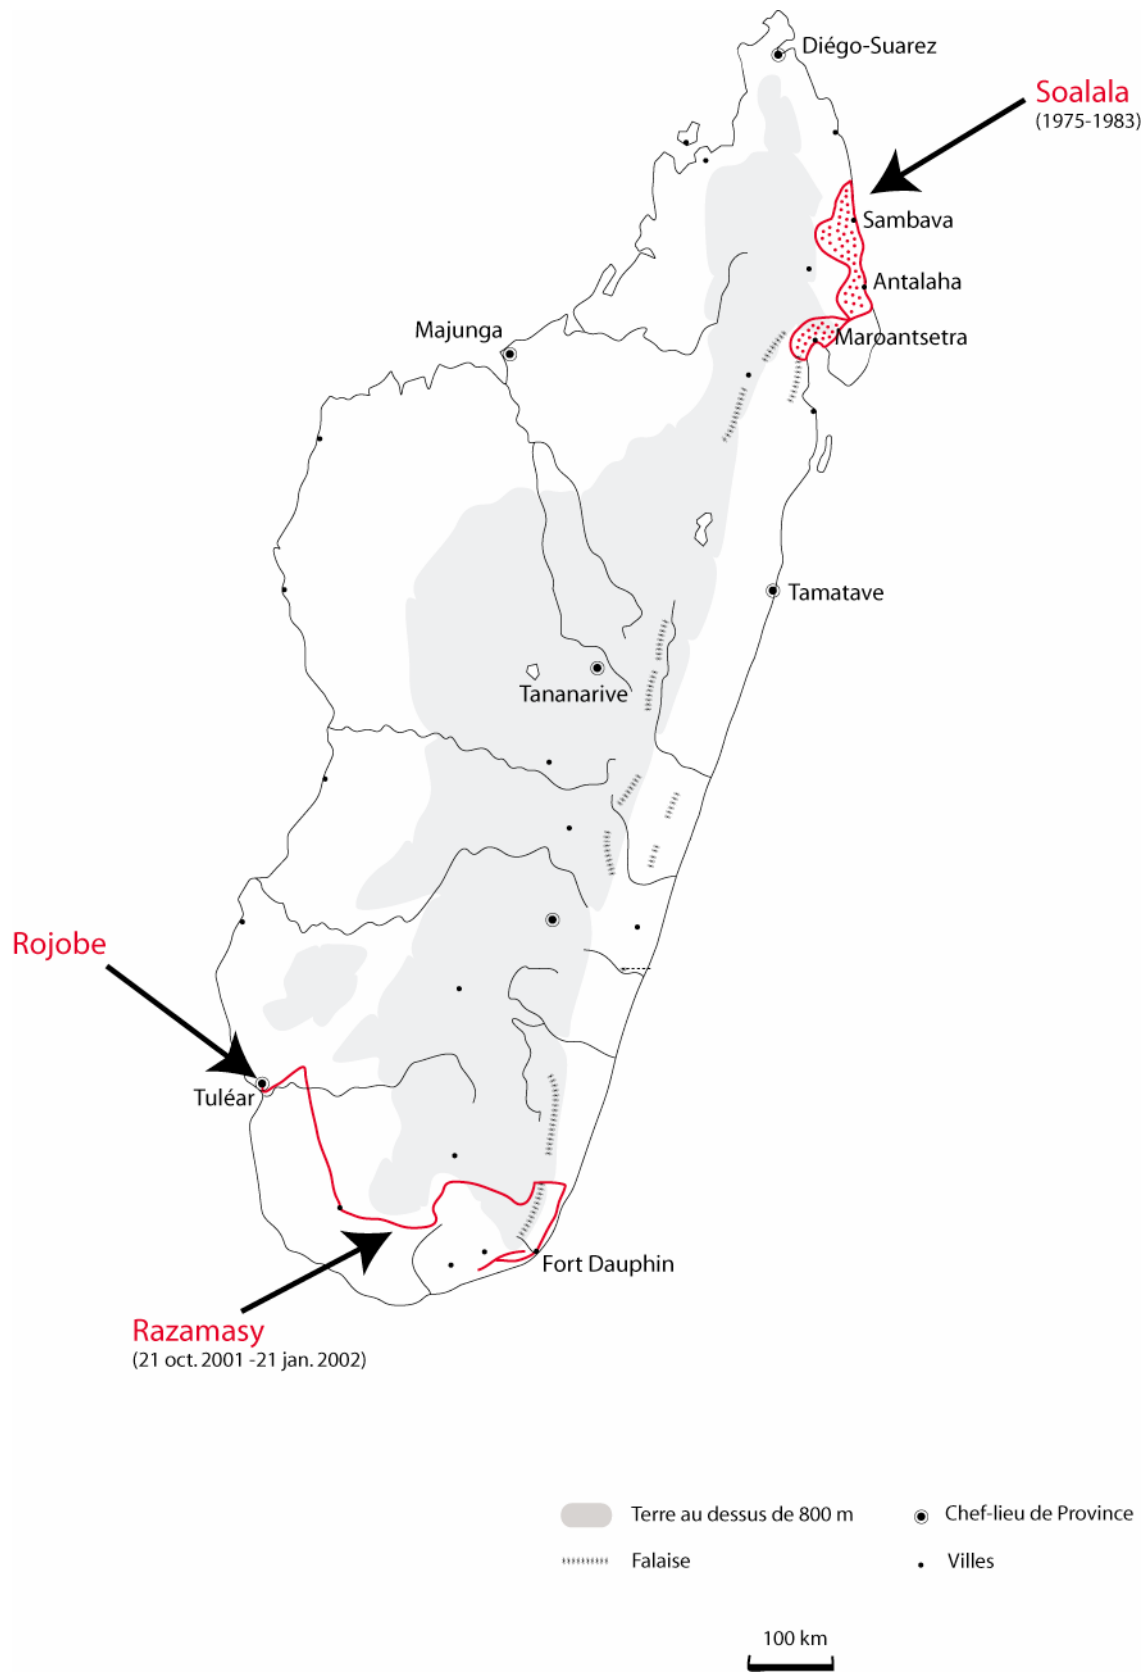 Diégo-Suarez
Soalala
(1975-1983)
Sambava
Antalaha
Majunga
Maroantsetra
Tamatave
Tananarive
Rojobe
Tuléar
Fort Dauphin
Razamasy
(21 oct. 2001 -21 jan. 2002)
Terre au dessus de 800 m
Chef-lieu de Province
Falaise
Villes
100 km